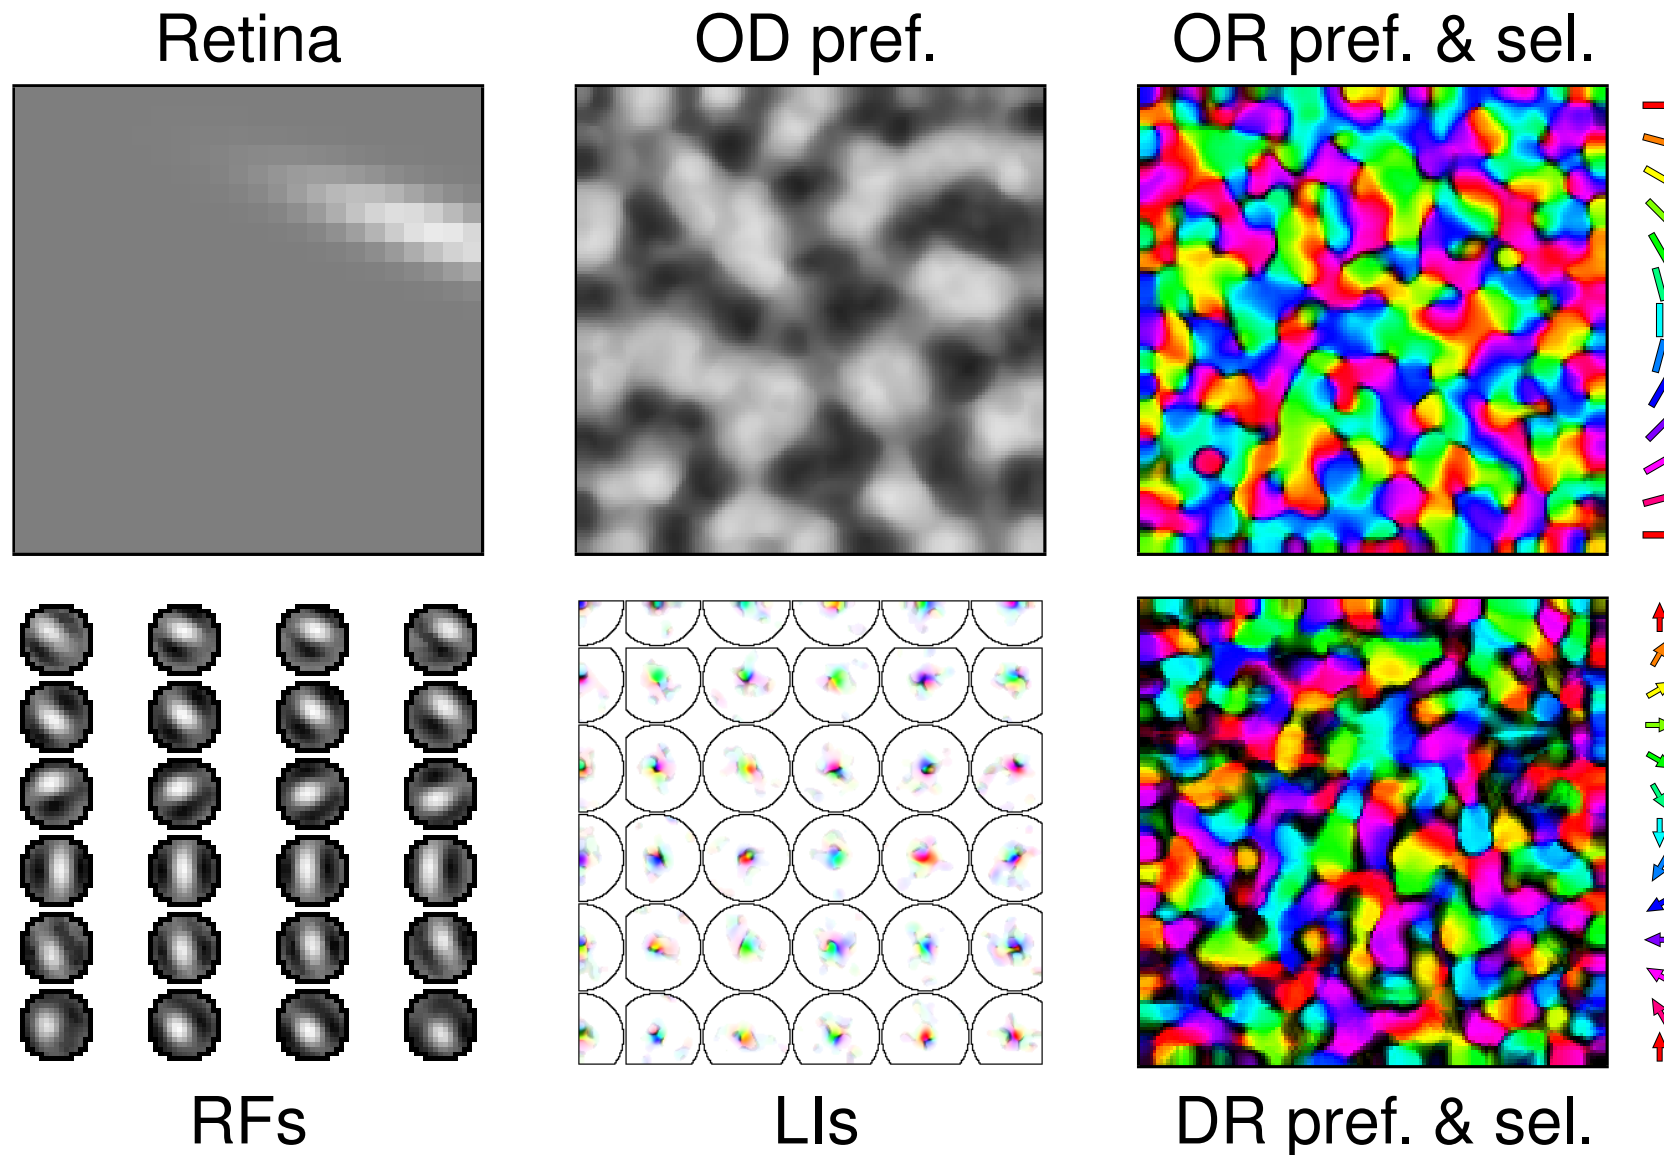 Retina
OD pref.
OR pref. & sel.
RFs
LIs
DR pref. & sel.